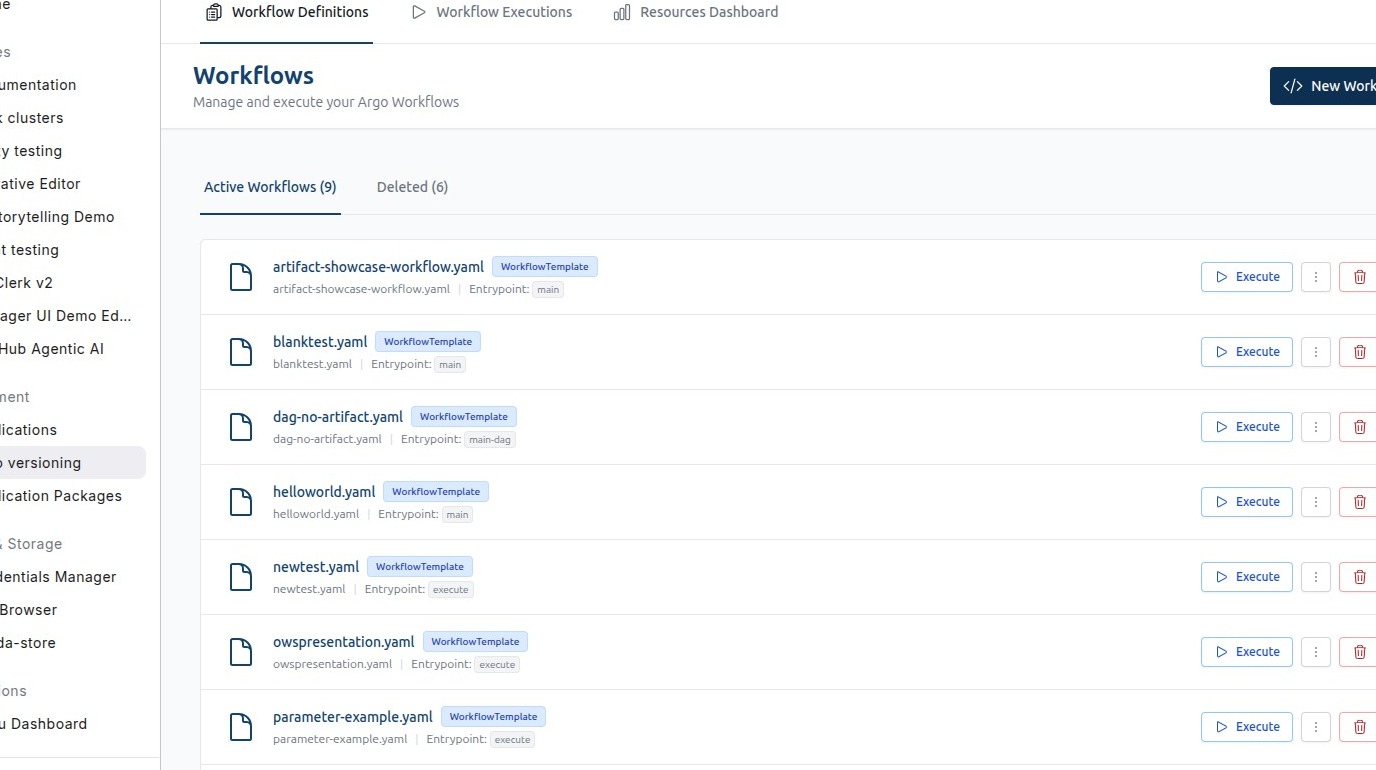 Workflow Definitions
Workflow Executions
Resources Dashboard
umentation
clusters
y testing
ative Editor
torytelling Demo
t testing
Clerk v2
ager UI Demo Ed...
Hub Agentic AI
ment
lications
versioning
lication Packages
& Storage
dentials Manager
Browser
da-store
ions
u Dashboard
Workflows
Manage and execute your Argo Workflows
</> New Work
Active Workflows (9)
Deleted (6)
artifact-showcase-workflow.yaml WorkflowTemplate
artifact-showcase-workflow.yaml | Entrypoint: main
Execute
blanktest.yaml WorkflowTemplate
blanktest.yaml | Entrypoint: main
Execute
dag-no-artifact.yaml WorkflowTemplate
dag-no-artifact.yaml | Entrypoint: main-dag
Execute
helloworld.yaml WorkflowTemplate
helloworld.yaml | Entrypoint: main
Execute
newtest.yaml WorkflowTemplate
newtest.yaml | Entrypoint: execute
Execute
owspresentation.yaml WorkflowTemplate
owspresentation.yaml | Entrypoint: execute
Execute
parameter-example.yaml WorkflowTemplate
parameter-example.yaml | Entrypoint: execute
Execute